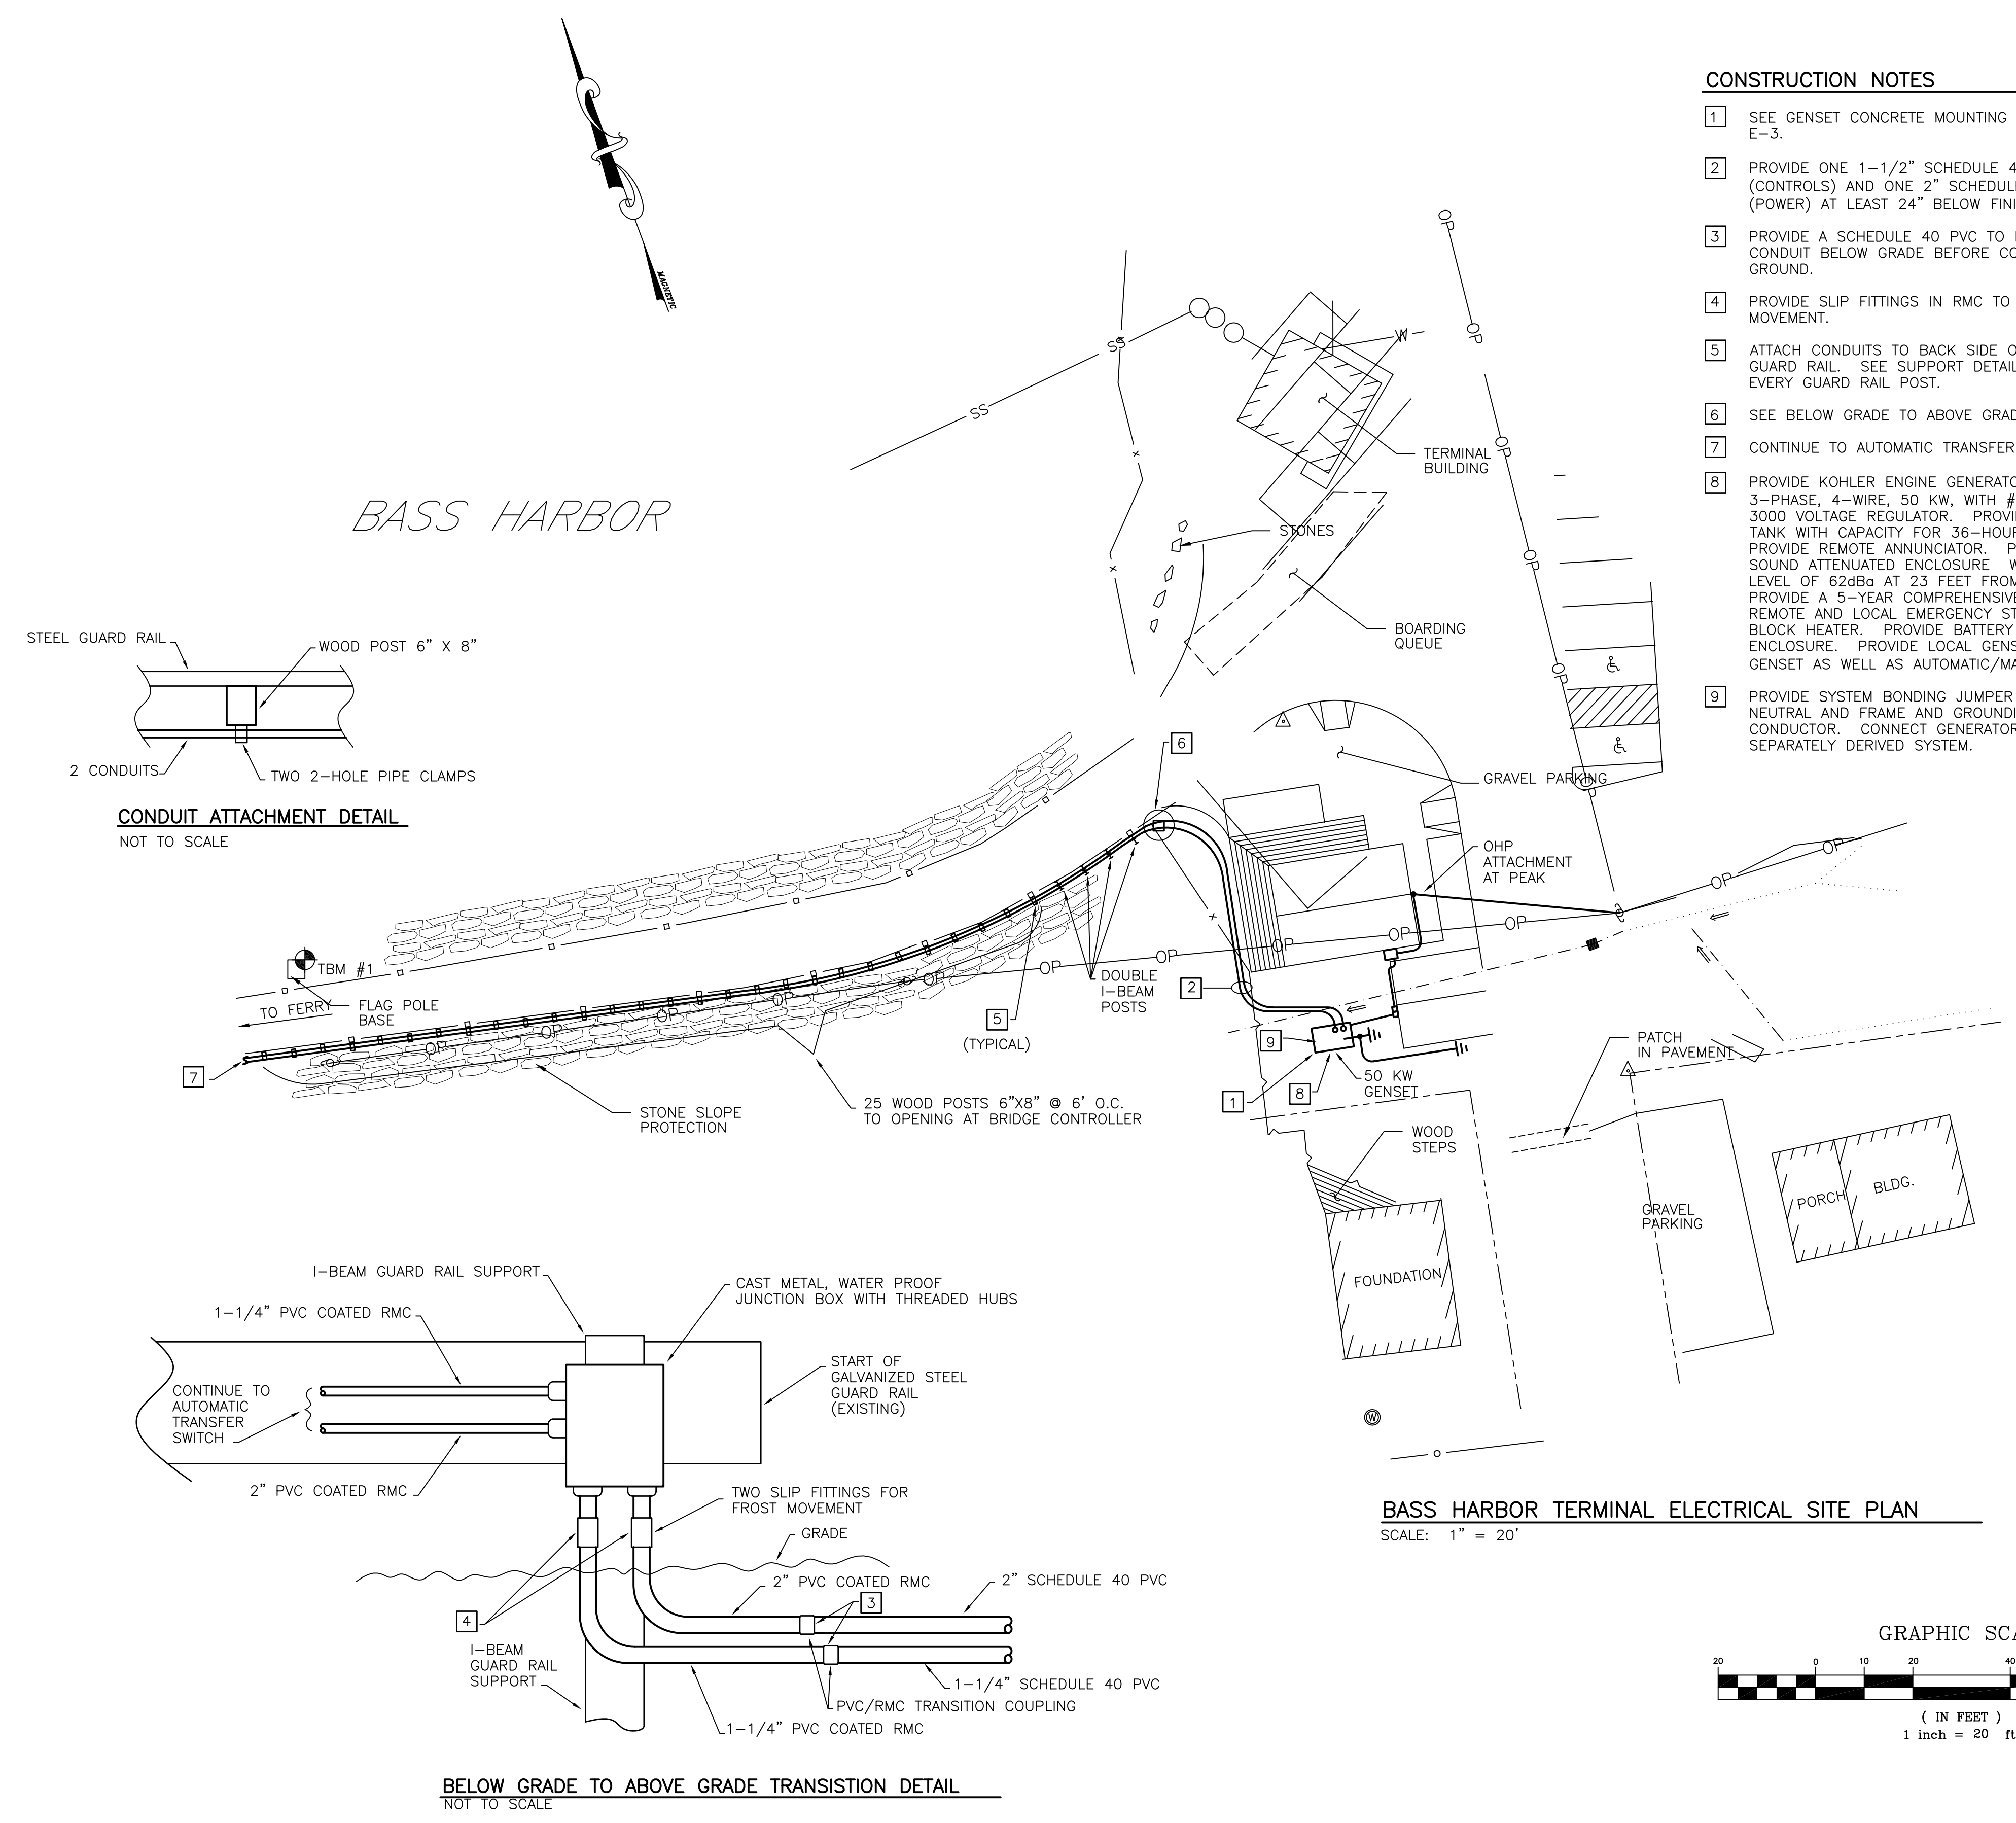 MAGNETIC
CONSTRUCTION NOTES
1 SEE GENSET CONCRETE MOUNTING
E-3.
2 PROVIDE ONE 1-1/2" SCHEDULE 4
(CONTROLS) AND ONE 2" SCHEDUL
(POWER) AT LEAST 24" BELOW FINI
3 PROVIDE A SCHEDULE 40 PVC TO
CONDUIT BELOW GRADE BEFORE CO
GROUND.
4 PROVIDE SLIP FITTINGS IN RMC TO
MOVEMENT.
5 ATTACH CONDUITS TO BACK SIDE O
GUARD RAIL. SEE SUPPORT DETAIL
EVERY GUARD RAIL POST.
6 SEE BELOW GRADE TO ABOVE GRAD
7 CONTINUE TO AUTOMATIC TRANSFER
8 PROVIDE KOHLER ENGINE GENERATO
3-PHASE, 4-WIRE, 50 KW, WITH #
3000 VOLTAGE REGULATOR. PROVI
TANK WITH CAPACITY FOR 36-HOUR
PROVIDE REMOTE ANNUNCIATOR. P
SOUND ATTENUATED ENCLOSURE W
LEVEL OF 62dBa AT 23 FEET FROM
PROVIDE A 5-YEAR COMPREHENSIVE
REMOTE AND LOCAL EMERGENCY ST
BLOCK HEATER. PROVIDE BATTERY
ENCLOSURE. PROVIDE LOCAL GENS
GENSET AS WELL AS AUTOMATIC/MA
9 PROVIDE SYSTEM BONDING JUMPER
NEUTRAL AND FRAME AND GROUNDI
CONDUCTOR. CONNECT GENERATOR
SEPARATELY DERIVED SYSTEM.
BASS HARBOR
SS
SS
W
OP
OP
OP
OP
OP
OP
TERMINAL
BUILDING
STONES
BOARDING
QUEUE
GRAVEL PARKING
OHP
ATTACHMENT
AT PEAK
STEEL GUARD RAIL
WOOD POST 6" X 8"
2 CONDUITS
TWO 2-HOLE PIPE CLAMPS
CONDUIT ATTACHMENT DETAIL
NOT TO SCALE
6
TBM #1
TO FERRY
FLAG POLE
BASE
7
OP
OP
OP
OP
OP
OP
OP
OP
OP
OP
OP
OP
DOUBLE
I-BEAM
POSTS
2
5
(TYPICAL)
9
1
8
50 KW
GENSET
STONE SLOPE
PROTECTION
25 WOOD POSTS 6"X8" @ 6' O.C.
TO OPENING AT BRIDGE CONTROLLER
PATCH
IN PAVEMENT
WOOD
STEPS
FOUNDATION
GRAVEL
PARKING
PORCH
BLDG.
W
I-BEAM GUARD RAIL SUPPORT
1-1/4" PVC COATED RMC
CAST METAL, WATER PROOF
JUNCTION BOX WITH THREADED HUBS
START OF
GALVANIZED STEEL
GUARD RAIL
(EXISTING)
CONTINUE TO
AUTOMATIC
TRANSFER
SWITCH
2" PVC COATED RMC
TWO SLIP FITTINGS FOR
FROST MOVEMENT
GRADE
2" PVC COATED RMC
2" SCHEDULE 40 PVC
3
4
I-BEAM
GUARD RAIL
SUPPORT
1-1/4" SCHEDULE 40 PVC
PVC/RMC TRANSITION COUPLING
1-1/4" PVC COATED RMC
BELOW GRADE TO ABOVE GRADE TRANSISTION DETAIL
NOT TO SCALE
BASS HARBOR TERMINAL ELECTRICAL SITE PLAN
SCALE: 1" = 20'
GRAPHIC SCA
20 0 10 20 40
( IN FEET )
1 inch = 20 ft